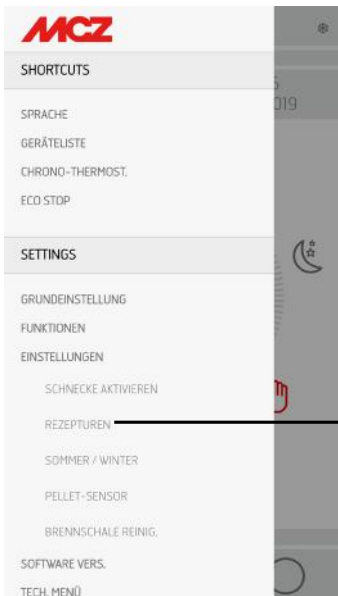 MCZ
SHORTCUTS
SPRACHE
GERÄTELISTE
CHRONO-THERMOST.
ECO STOP
SETTINGS
GRUNDEINSTELLUNG
FUNKTIONEN
EINSTELLUNGEN
SCHNECKE AKTIVIEREN
REZEPTUREN
SOMMER / WINTER
PELLET-SENSOR
BRENNSCHALE REINIG.
SOFTWARE VERS.
TECH. MENÜ